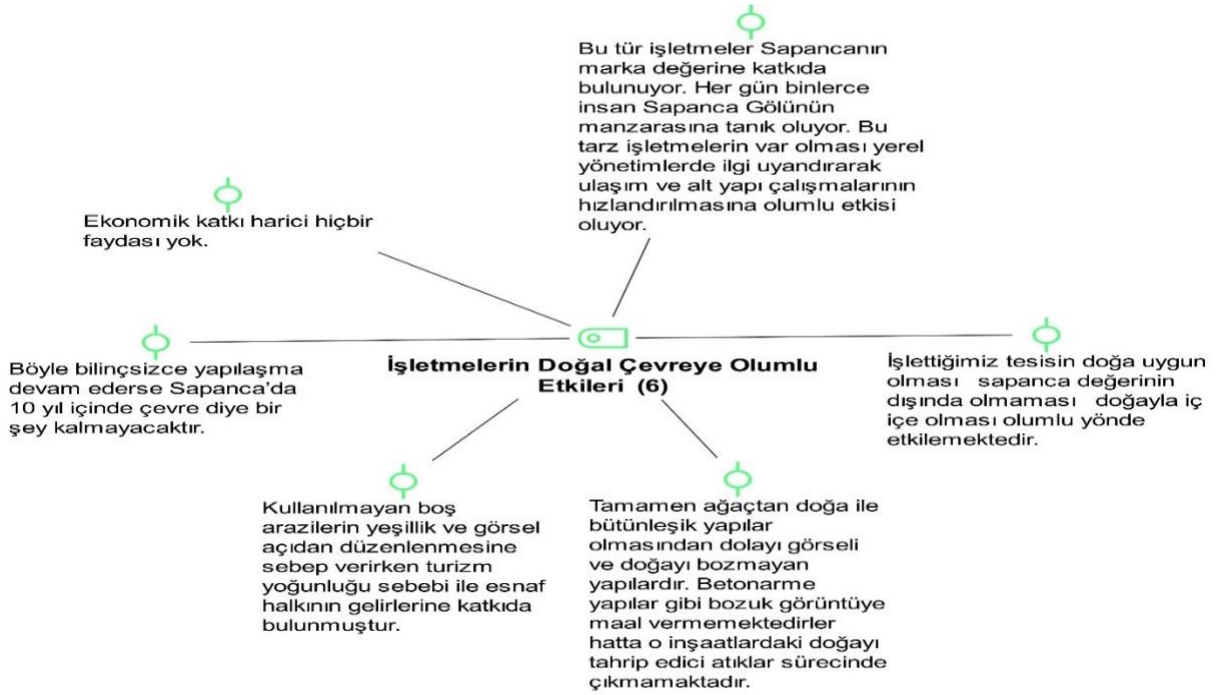 Bu tür işletmeler Sapancanın
marka değerine katkıda
bulunuyor. Her gün binlerce
insan Sapanca Gölünün
manzarasına tanık oluyor. Bu
tarz işletmelerin var olması yerel
yönetimlerde ilgi uyandırarak
ulaşım ve alt yapı çalışmalarının
hızlandırılmasına olumlu etkisi
oluyor.
Ekonomik katkı harici hiçbir
faydası yok.
İşletmelerin Doğal Çevreye Olumlu
Etkileri (6)
Böyle bilinçsizce yapılaşma
devam ederse Sapanca'da
10 yıl içinde çevre diye bir
şey kalmayacaktır.
İşlettiğimiz tesisin doğa uygun
olması sapanca değerinin
dışında olmaması doğayla iç
içe olması olumlu yönde
etkilemektedir.
Kullanılmayan boş
arazilerin yeşillik ve görsel
açıdan düzenlenmesine
sebep verirken turizm
yoğunluğu sebebi ile esnaf
halkının gelirlerine katkıda
bulunmuştur.
Tamamen ağaçtan doğa ile
bütünleşik yapılar
olmasından dolayı görseli
ve doğayı bozmayan
yapılardır. Betonarme
yapılar gibi bozuk görüntüye
maal vermemektedirler
hatta o inşaatlardaki doğayı
tahrip edici atıklar sürecinde
çıkmamaktadır.